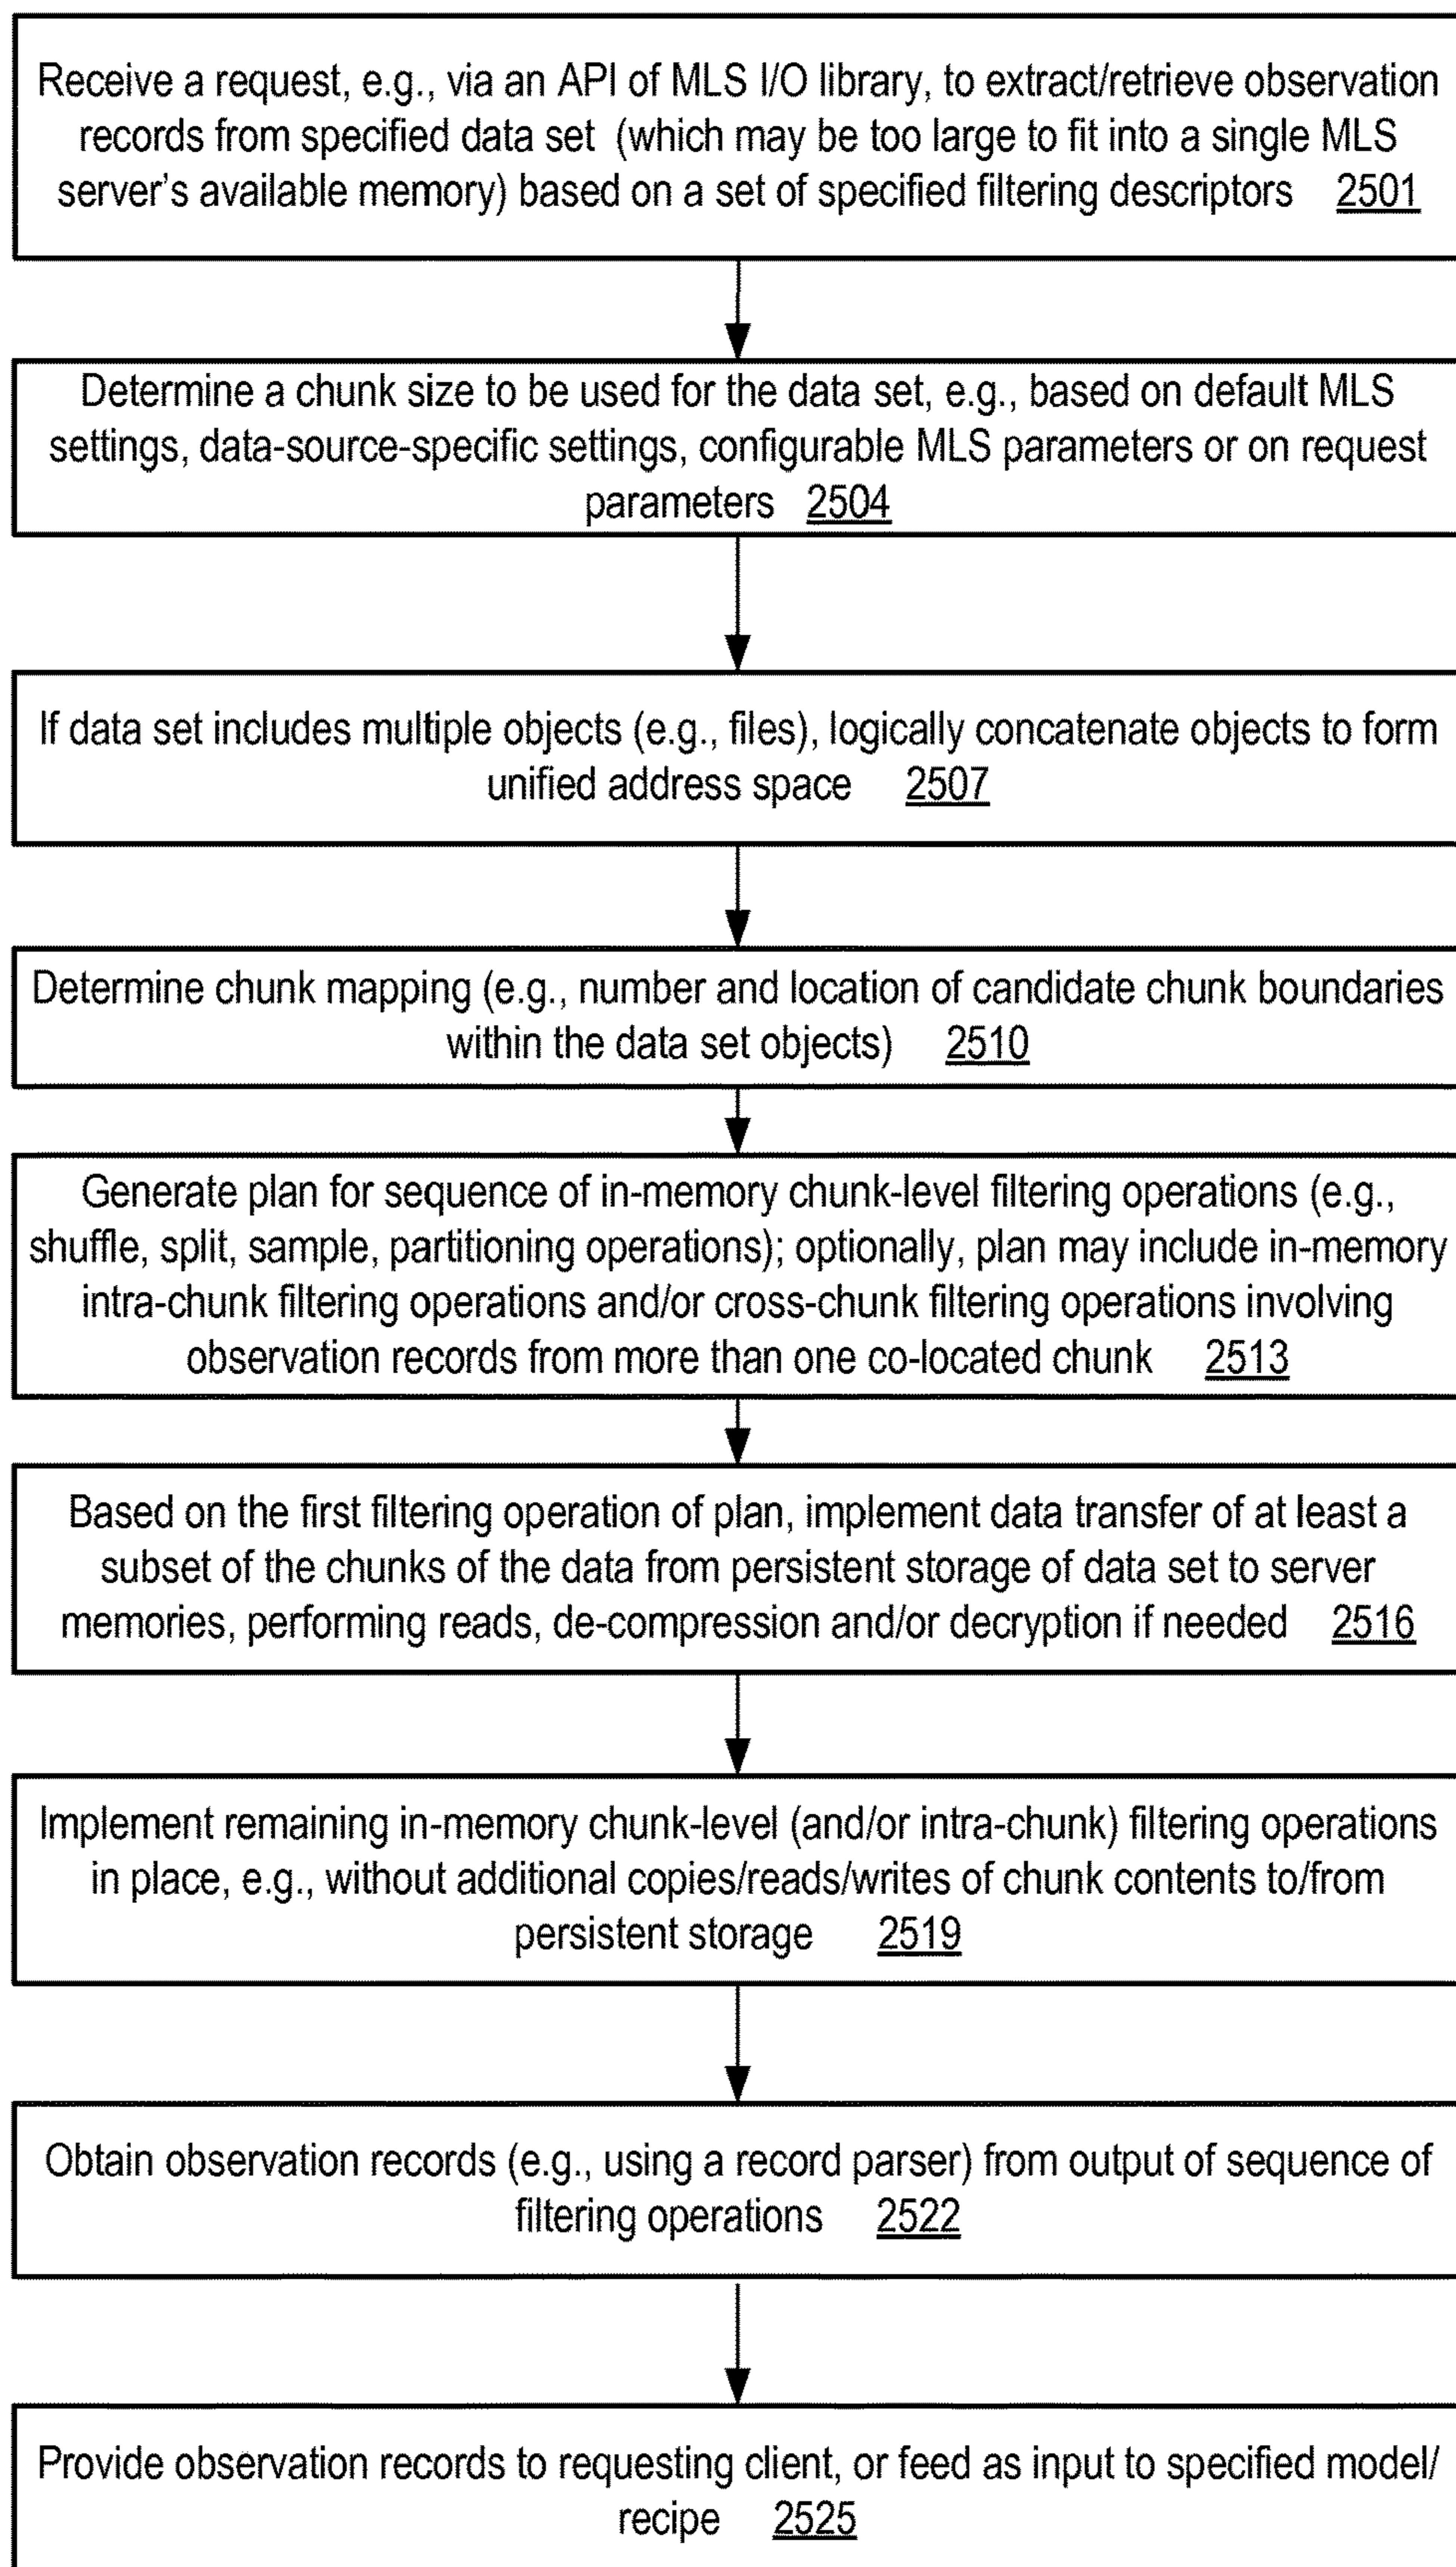 Receive a request, e.g., via an API of MLS I/O library, to extract/retrieve observation
records from specified data set (which may be too large to fit into a single MLS
server's available memory) based on a set of specified filtering descriptors 2501
Determine a chunk size to be used for the data set, e.g., based on default MLS
settings, data-source-specific settings, configurable MLS parameters or on request
parameters 2504
If data set includes multiple objects (e.g., files), logically concatenate objects to form
unified address space 2507
Determine chunk mapping (e.g., number and location of candidate chunk boundaries
within the data set objects) 2510
Generate plan for sequence of in-memory chunk-level filtering operations (e.g.,
shuffle, split, sample, partitioning operations); optionally, plan may include in-memory
intra-chunk filtering operations and/or cross-chunk filtering operations involving
observation records from more than one co-located chunk 2513
Based on the first filtering operation of plan, implement data transfer of at least a
subset of the chunks of the data from persistent storage of data set to server
memories, performing reads, de-compression and/or decryption if needed 2516
Implement remaining in-memory chunk-level (and/or intra-chunk) filtering operations
in place, e.g., without additional copies/reads/writes of chunk contents to/from
persistent storage 2519
Obtain observation records (e.g., using a record parser) from output of sequence of
filtering operations 2522
Provide observation records to requesting client, or feed as input to specified model/
recipe 2525